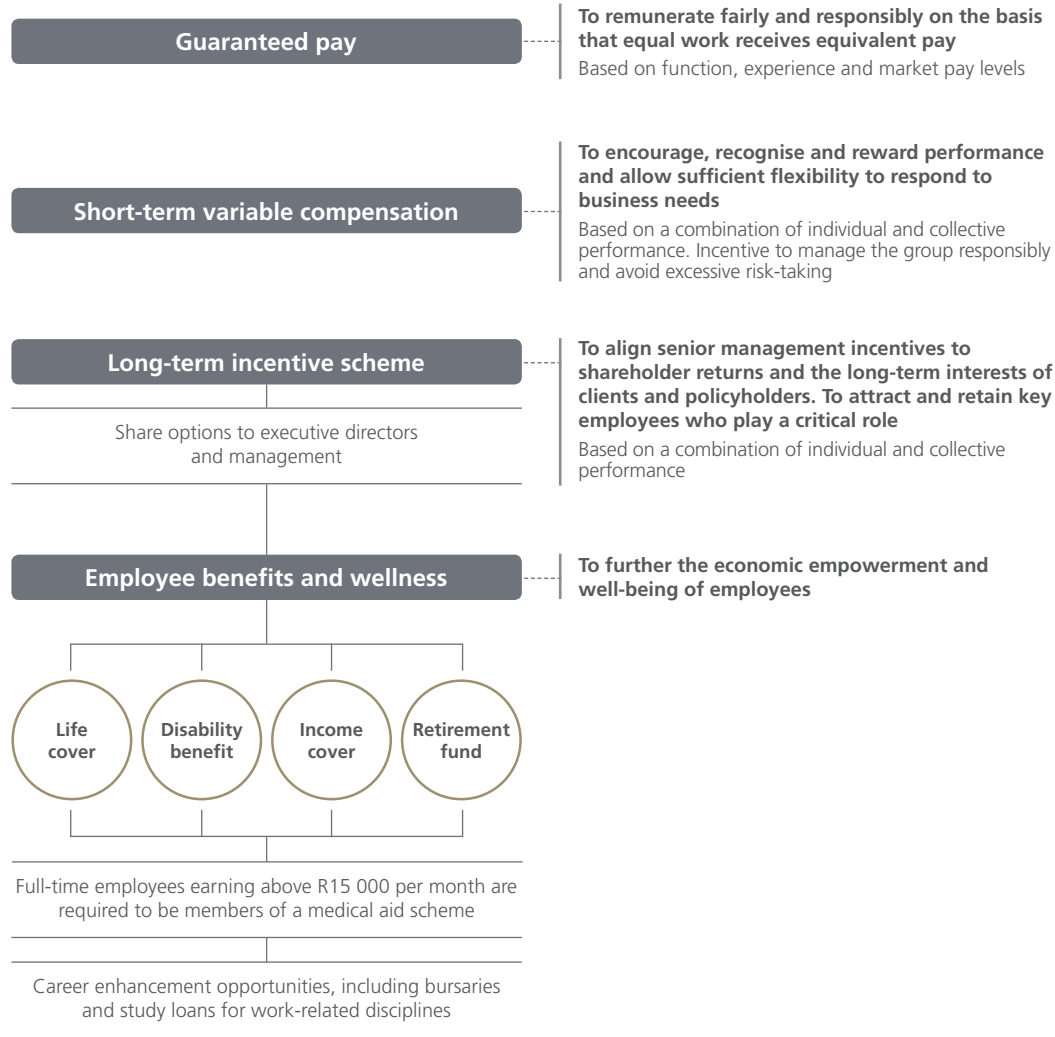 Guaranteed pay
To remunerate fairly and responsibly on the basis
that equal work receives equivalent pay
Based on function, experience and market pay levels
Short-term variable compensation
To encourage, recognise and reward performance
and allow sufficient flexibility to respond to
business needs
Based on a combination of individual and collective
performance. Incentive to manage the group responsibly
and avoid excessive risk-taking
Long-term incentive scheme
Share options to executive directors
and management
To align senior management incentives to
shareholder returns and the long-term interests of
clients and policyholders. To attract and retain key
employees who play a critical role
Based on a combination of individual and collective
performance
Employee benefits and wellness
To further the economic empowerment and
well-being of employees
Life
cover
Disability
benefit
Income
cover
Retirement
fund
Full-time employees earning above R15 000 per month are
required to be members of a medical aid scheme
Career enhancement opportunities, including bursaries
and study loans for work-related disciplines